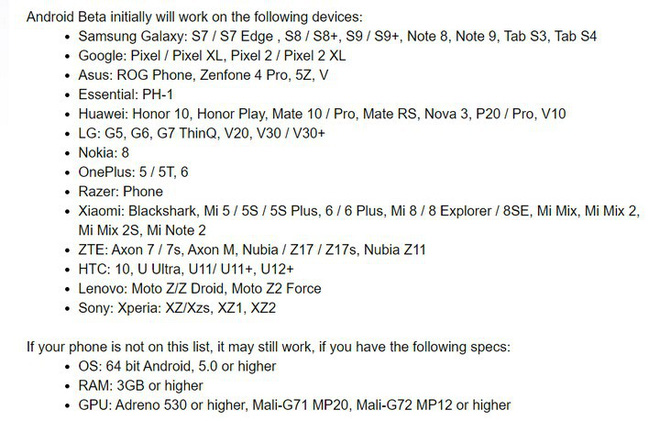 Android Beta initially will work on the following devices:
• Samsung Galaxy: S7 / S7 Edge , S8 / S8+, S9 / S9+, Note 8, Note 9, Tab S3, Tab S4
• Google: Pixel / Pixel XL, Pixel 2 / Pixel 2 XL
• Asus: ROG Phone, Zenfone 4 Pro, 5Z, V
• Essential: PH-1
• Huawei: Honor 10, Honor Play, Mate 10 / Pro, Mate RS, Nova 3, P20 / Pro, V10
• LG: G5, G6, G7 ThinQ, V20, V30 / V30+
• Nokia: 8
• OnePlus: 5 / 5T, 6
• Razer: Phone
• Xiaomi: Blackshark, Mi 5 / 5S / 5S Plus, 6 / 6 Plus, Mi 8 / 8 Explorer / 8SE, Mi Mix, Mi Mix 2,
Mi Mix 2S, Mi Note 2
• ZTE: Axon 7 / 7s, Axon M, Nubia / Z17 / Z17s, Nubia Z11
• HTC: 10, U Ultra, U11/ U11+, U12+
• Lenovo: Moto Z/Z Droid, Moto Z2 Force
• Sony: Xperia: XZ/Xzs, XZ1, XZ2
If your phone is not on this list, it may still work, if you have the following specs:
• OS: 64 bit Android, 5.0 or higher
• RAM: 3GB or higher
• GPU: Adreno 530 or higher, Mali-G71 MP20, Mali-G72 MP12 or higher